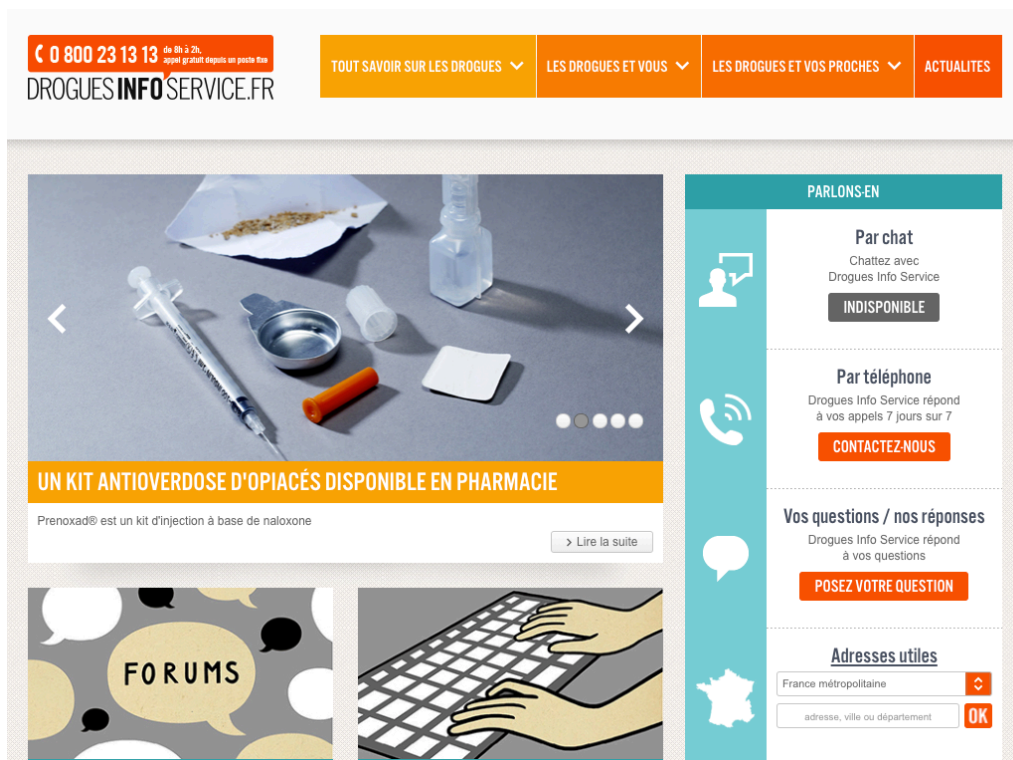 0 800 23 13 13 de 8h à 2h,
appel gratuit depuis un poste fixe
DROGUES INFO SERVICE.FR
TOUT SAVOIR SUR LES DROGUES
LES DROGUES ET VOUS
LES DROGUES ET VOS PROCHES
ACTUALITES
UN KIT ANTIOVERDOSE D'OPIACÉS DISPONIBLE EN PHARMACIE
Prenoxad® est un kit d'injection à base de naloxone
> Lire la suite
FORUMS
PARLONS-EN
Par chat
Chattez avec
Drogues Info Service
INDISPONIBLE
Par téléphone
Drogues Info Service répond
à vos appels 7 jours sur 7
CONTACTEZ-NOUS
Vos questions / nos réponses
Drogues Info Service répond
à vos questions
POSEZ VOTRE QUESTION
Adresses utiles
France métropolitaine
adresse, ville ou département
OK